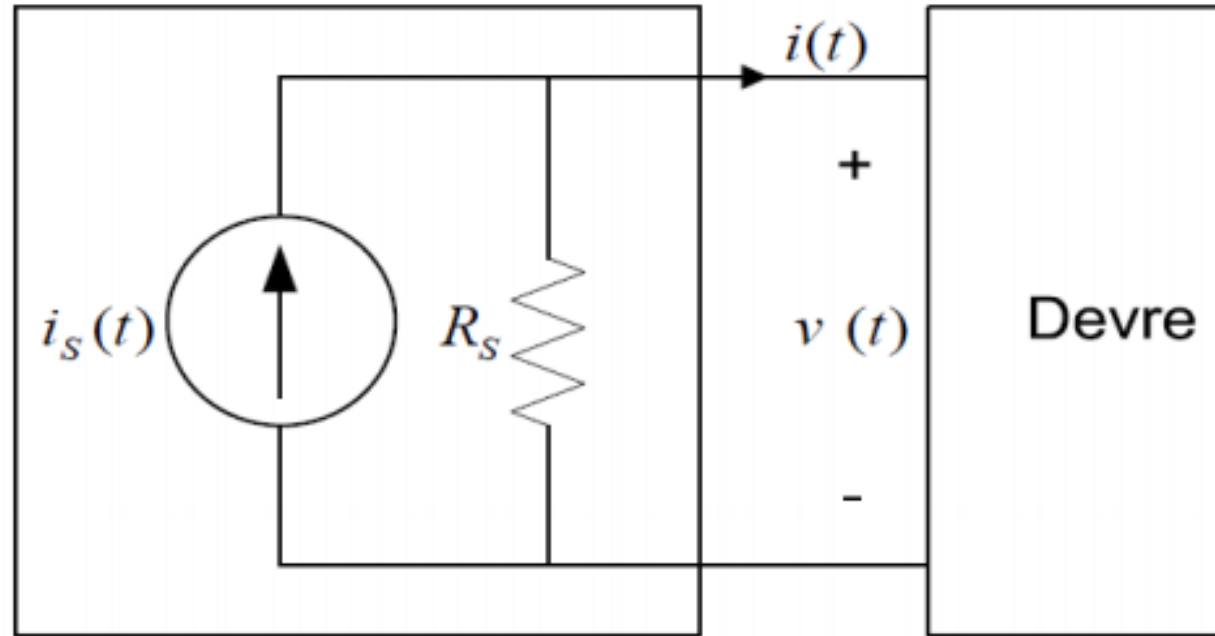 i(t)
+
i_s(t)
R_s
v (t)
Devre
-